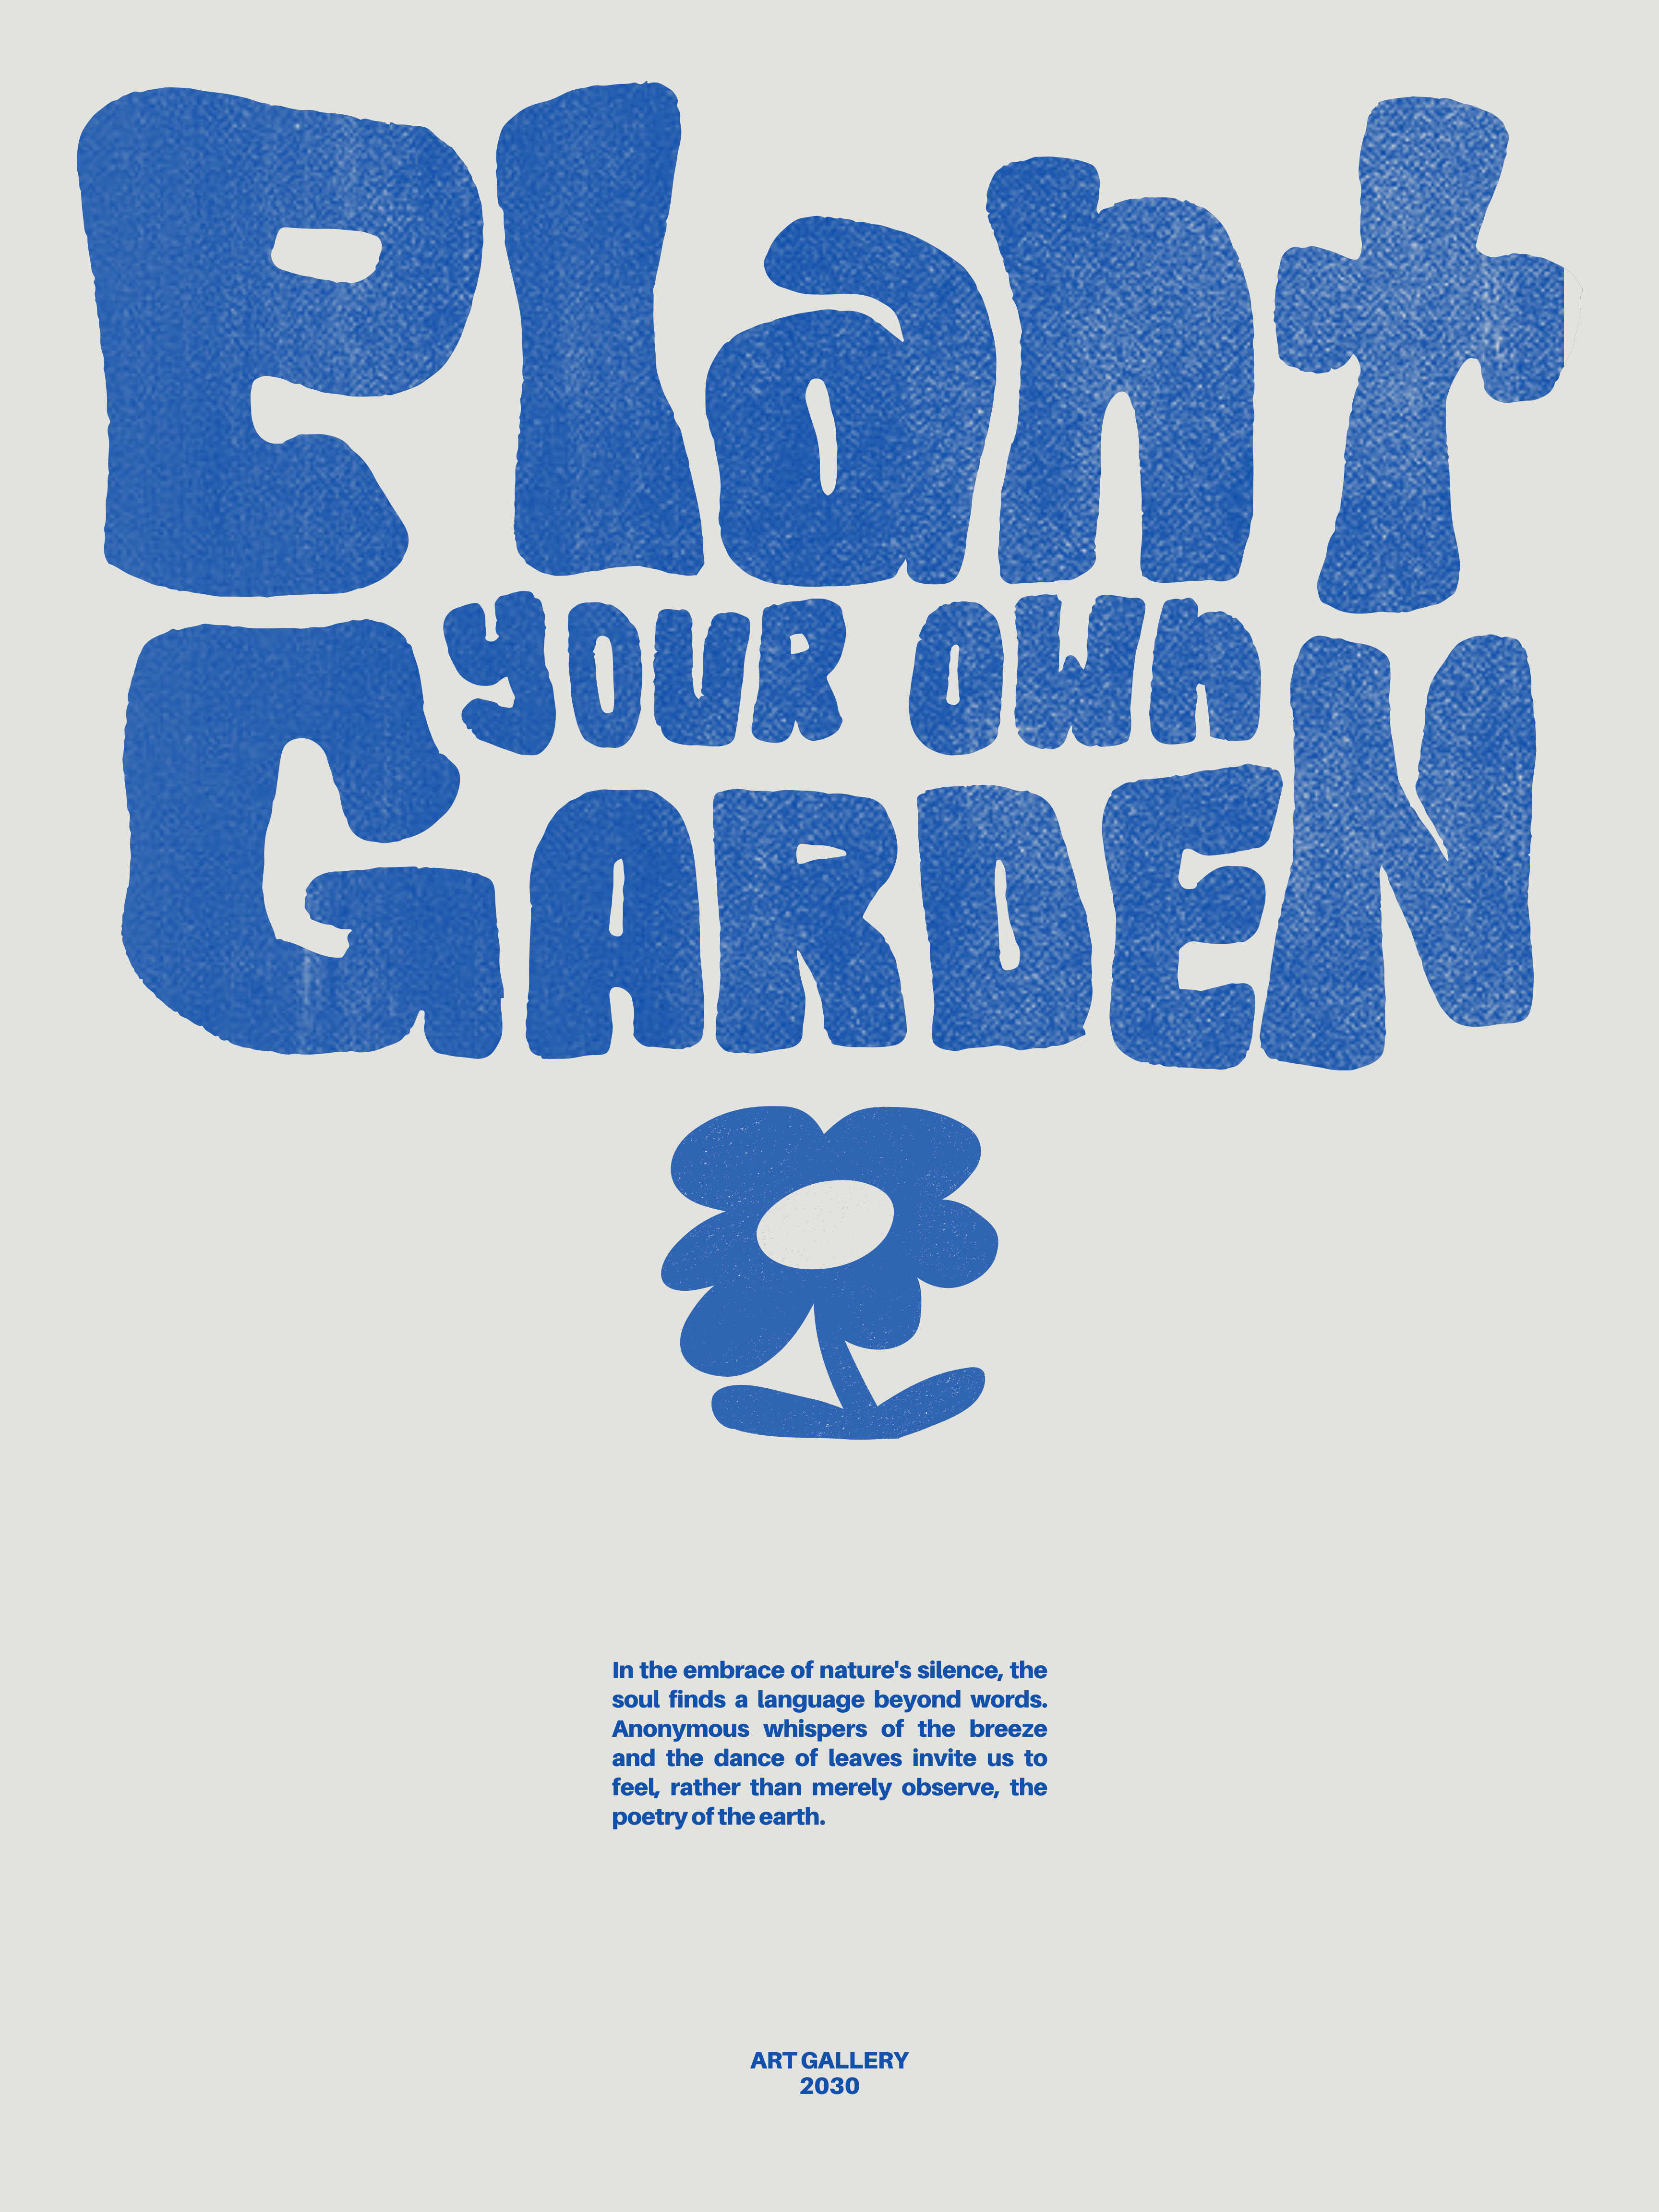 Plant
YOUR OWN
GARDEN
In the embrace of nature's silence, the
soul finds a language beyond words.
Anonymous whispers of the breeze
and the dance of leaves invite us to
feel, rather than merely observe, the
poetry of the earth.
ART GALLERY
2030